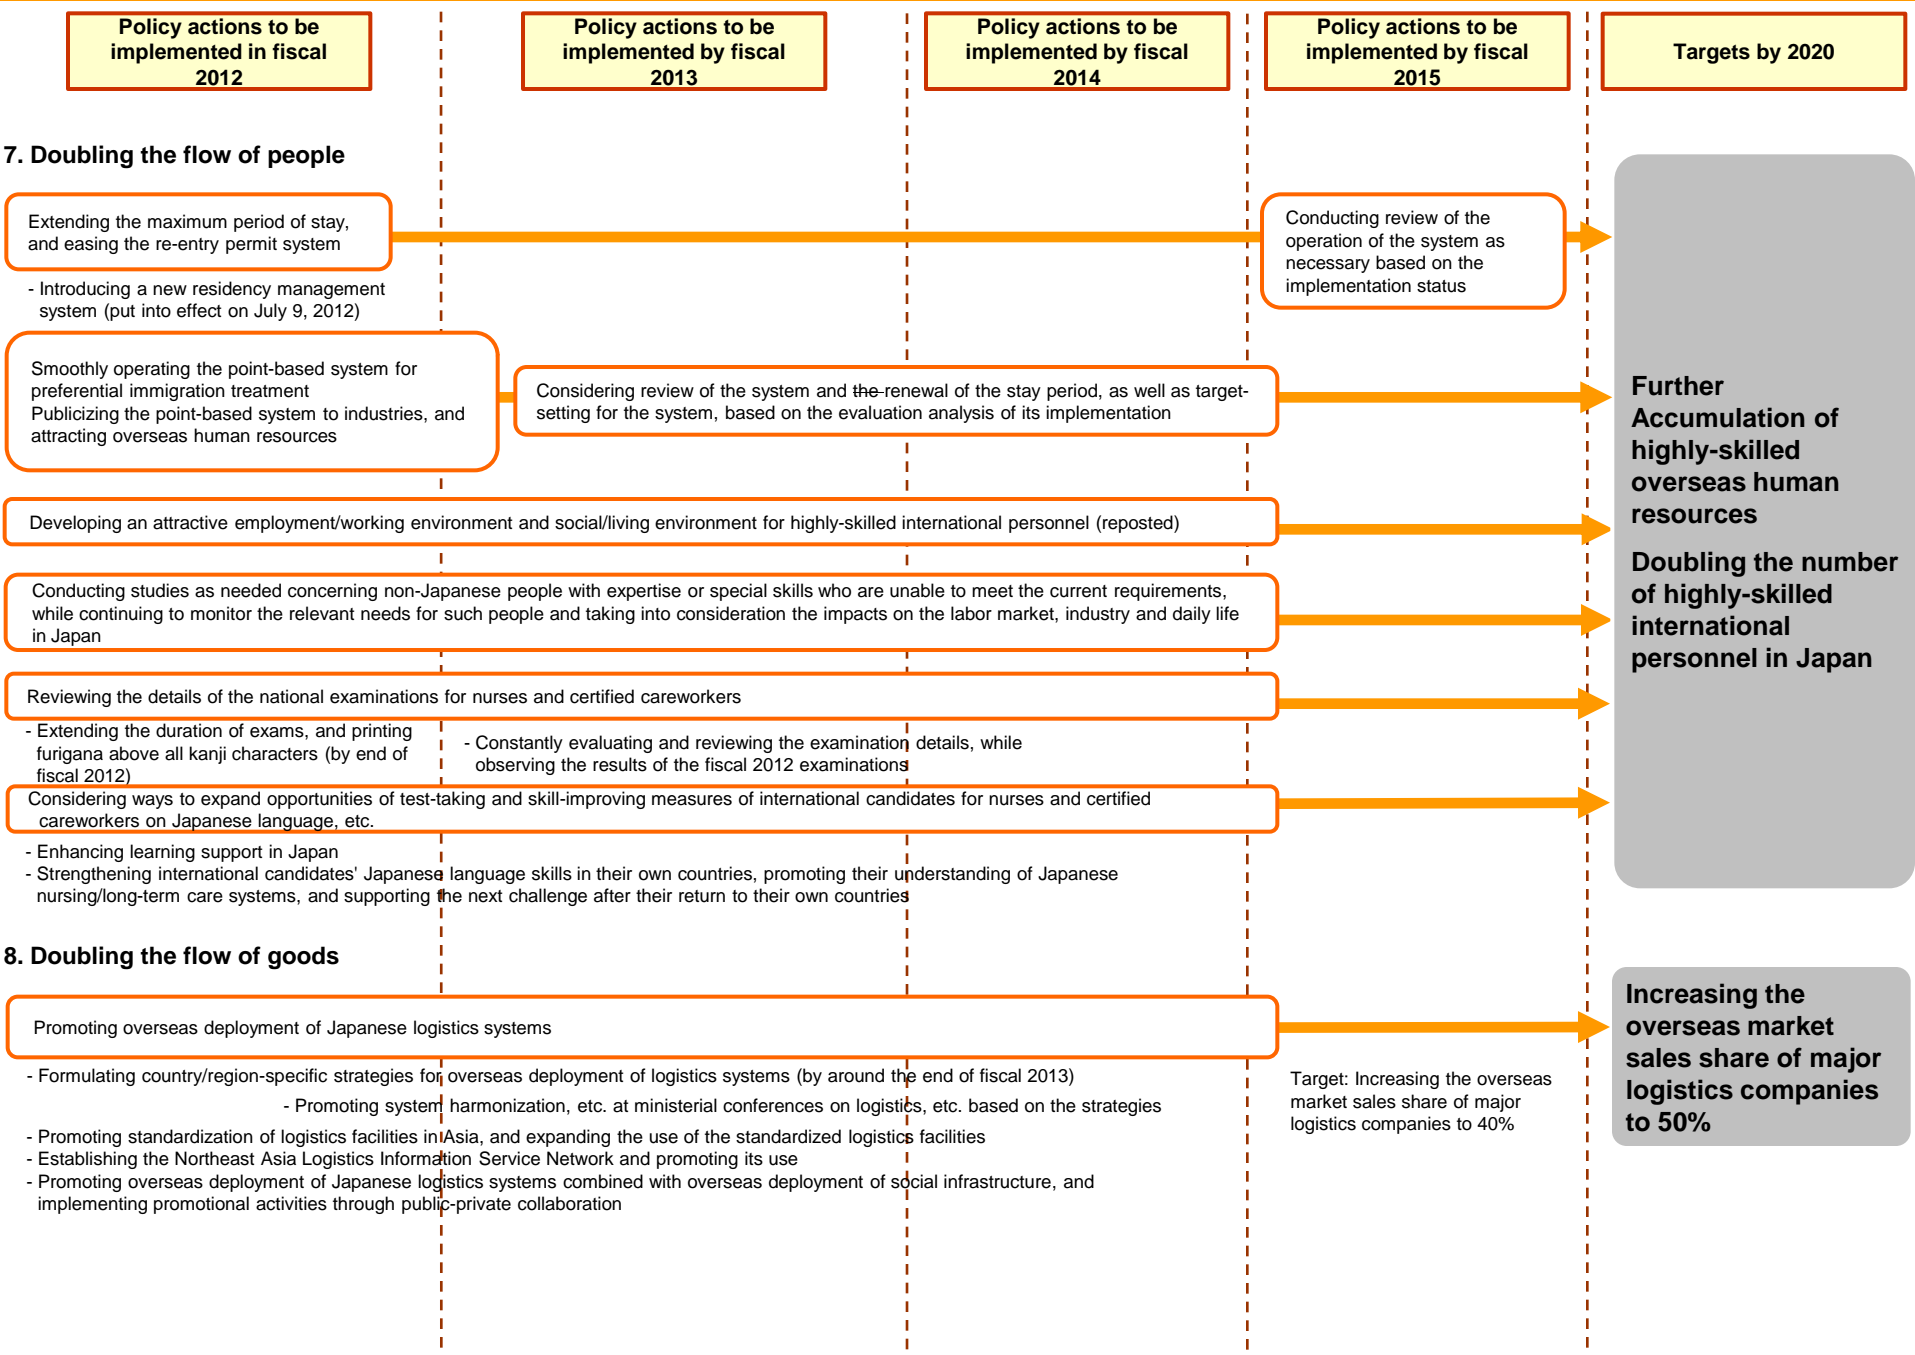 Policy actions to be
implemented in fiscal
2012
Policy actions to be
implemented by fiscal
2013
Policy actions to be
implemented by fiscal
2014
Policy actions to be
implemented by fiscal
2015
Targets by 2020
7. Doubling the flow of people
Extending the maximum period of stay,
and easing the re-entry permit system
Conducting review of the
operation of the system as
necessary based on the
implementation status
- Introducing a new residency management
system (put into effect on July 9, 2012)
Smoothly operating the point-based system for
preferential immigration treatment
Publicizing the point-based system to industries, and
attracting overseas human resources
Considering review of the system and the renewal of the stay period, as well as target-
setting for the system, based on the evaluation analysis of its implementation
Developing an attractive employment/working environment and social/living environment for highly-skilled international personnel (reposted)
Conducting studies as needed concerning non-Japanese people with expertise or special skills who are unable to meet the current requirements,
while continuing to monitor the relevant needs for such people and taking into consideration the impacts on the labor market, industry and daily life
in Japan
Reviewing the details of the national examinations for nurses and certified careworkers
- Extending the duration of exams, and printing
furigana above all kanji characters (by end of
fiscal 2012)
- Constantly evaluating and reviewing the examination details, while
observing the results of the fiscal 2012 examinations
Considering ways to expand opportunities of test-taking and skill-improving measures of international candidates for nurses and certified
careworkers on Japanese language, etc.
- Enhancing learning support in Japan
- Strengthening international candidates' Japanese language skills in their own countries, promoting their understanding of Japanese
nursing/long-term care systems, and supporting the next challenge after their return to their own countries
Further
Accumulation of
highly-skilled
overseas human
resources
Doubling the number
of highly-skilled
international
personnel in Japan
8. Doubling the flow of goods
Promoting overseas deployment of Japanese logistics systems
- Formulating country/region-specific strategies for overseas deployment of logistics systems (by around the end of fiscal 2013)
- Promoting system harmonization, etc. at ministerial conferences on logistics, etc. based on the strategies
- Promoting standardization of logistics facilities in Asia, and expanding the use of the standardized logistics facilities
- Establishing the Northeast Asia Logistics Information Service Network and promoting its use
- Promoting overseas deployment of Japanese logistics systems combined with overseas deployment of social infrastructure, and
implementing promotional activities through public-private collaboration
Target: Increasing the overseas
market sales share of major
logistics companies to 40%
Increasing the
overseas market
sales share of major
logistics companies
to 50%